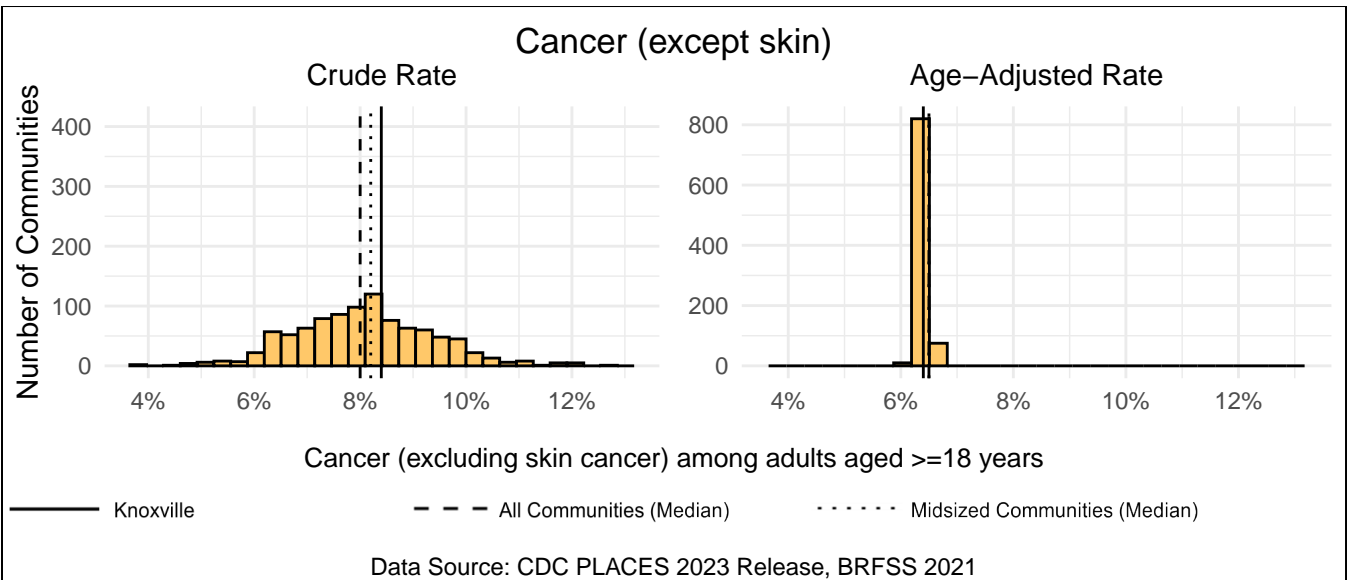 Cancer (except skin)
Crude Rate
Age−Adjusted Rate
Number of Communities
400
300
200
100
0
4%
6%
8%
10%
12%
800
600
400
200
0
4%
6%
8%
10%
12%
Cancer (excluding skin cancer) among adults aged >=18 years
Knoxville
All Communities (Median)
Midsized Communities (Median)
Data Source: CDC PLACES 2023 Release, BRFSS 2021